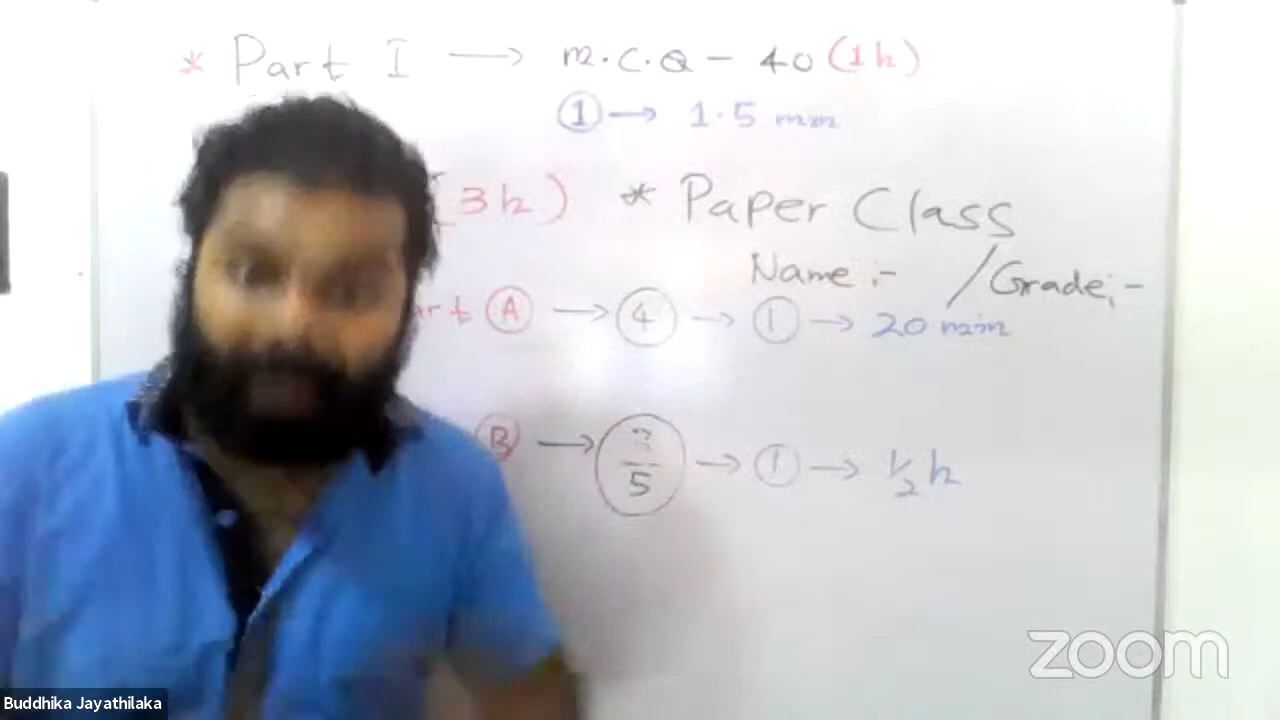 * Part I → M.C.Q - 40 (1h)
① → 1.5 min
(3h) * Paper Class
Name :- / Grade :-
art Ⓐ → ④ → ① → 20 min
Ⓑ → 5 → ① → 1/2 h
zoom
Buddhika Jayathilaka